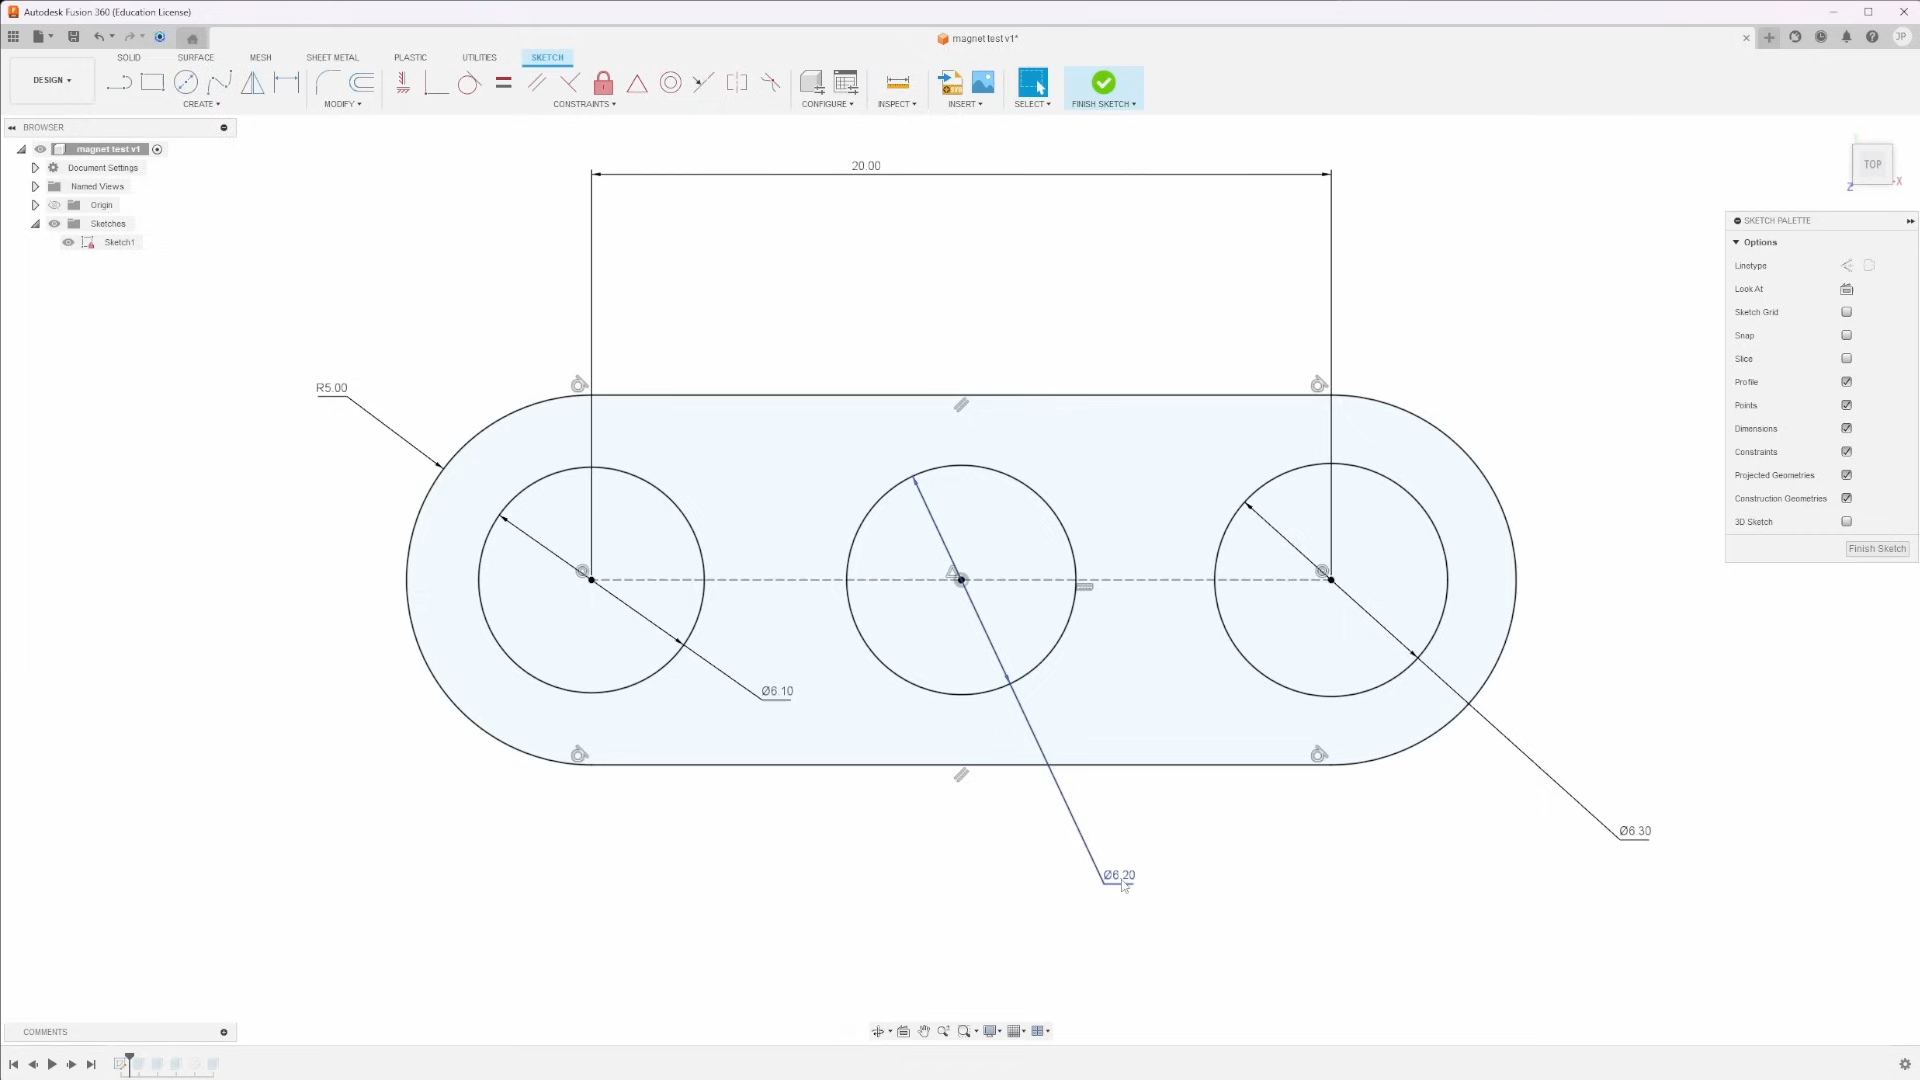 Autodesk Fusion 360 (Education License)
magnet test v1*
JP
SOLID SURFACE MESH SHEET METAL PLASTIC UTILITIES SKETCH
DESIGN
CREATE MODIFY CONSTRAINTS CONFIGURE INSPECT INSERT SELECT FINISH SKETCH
BROWSER
magnet test v1
Document Settings
Named Views
Origin
Sketches
Sketch1
20.00
R5.00
Ø6.10
Ø6.20
Ø6.30
TOP
Z
X
SKETCH PALETTE
Options
Linetype
Look At
Sketch Grid
Snap
Slice
Profile
Points
Dimensions
Constraints
Projected Geometries
Construction Geometries
3D Sketch
Finish Sketch
COMMENTS